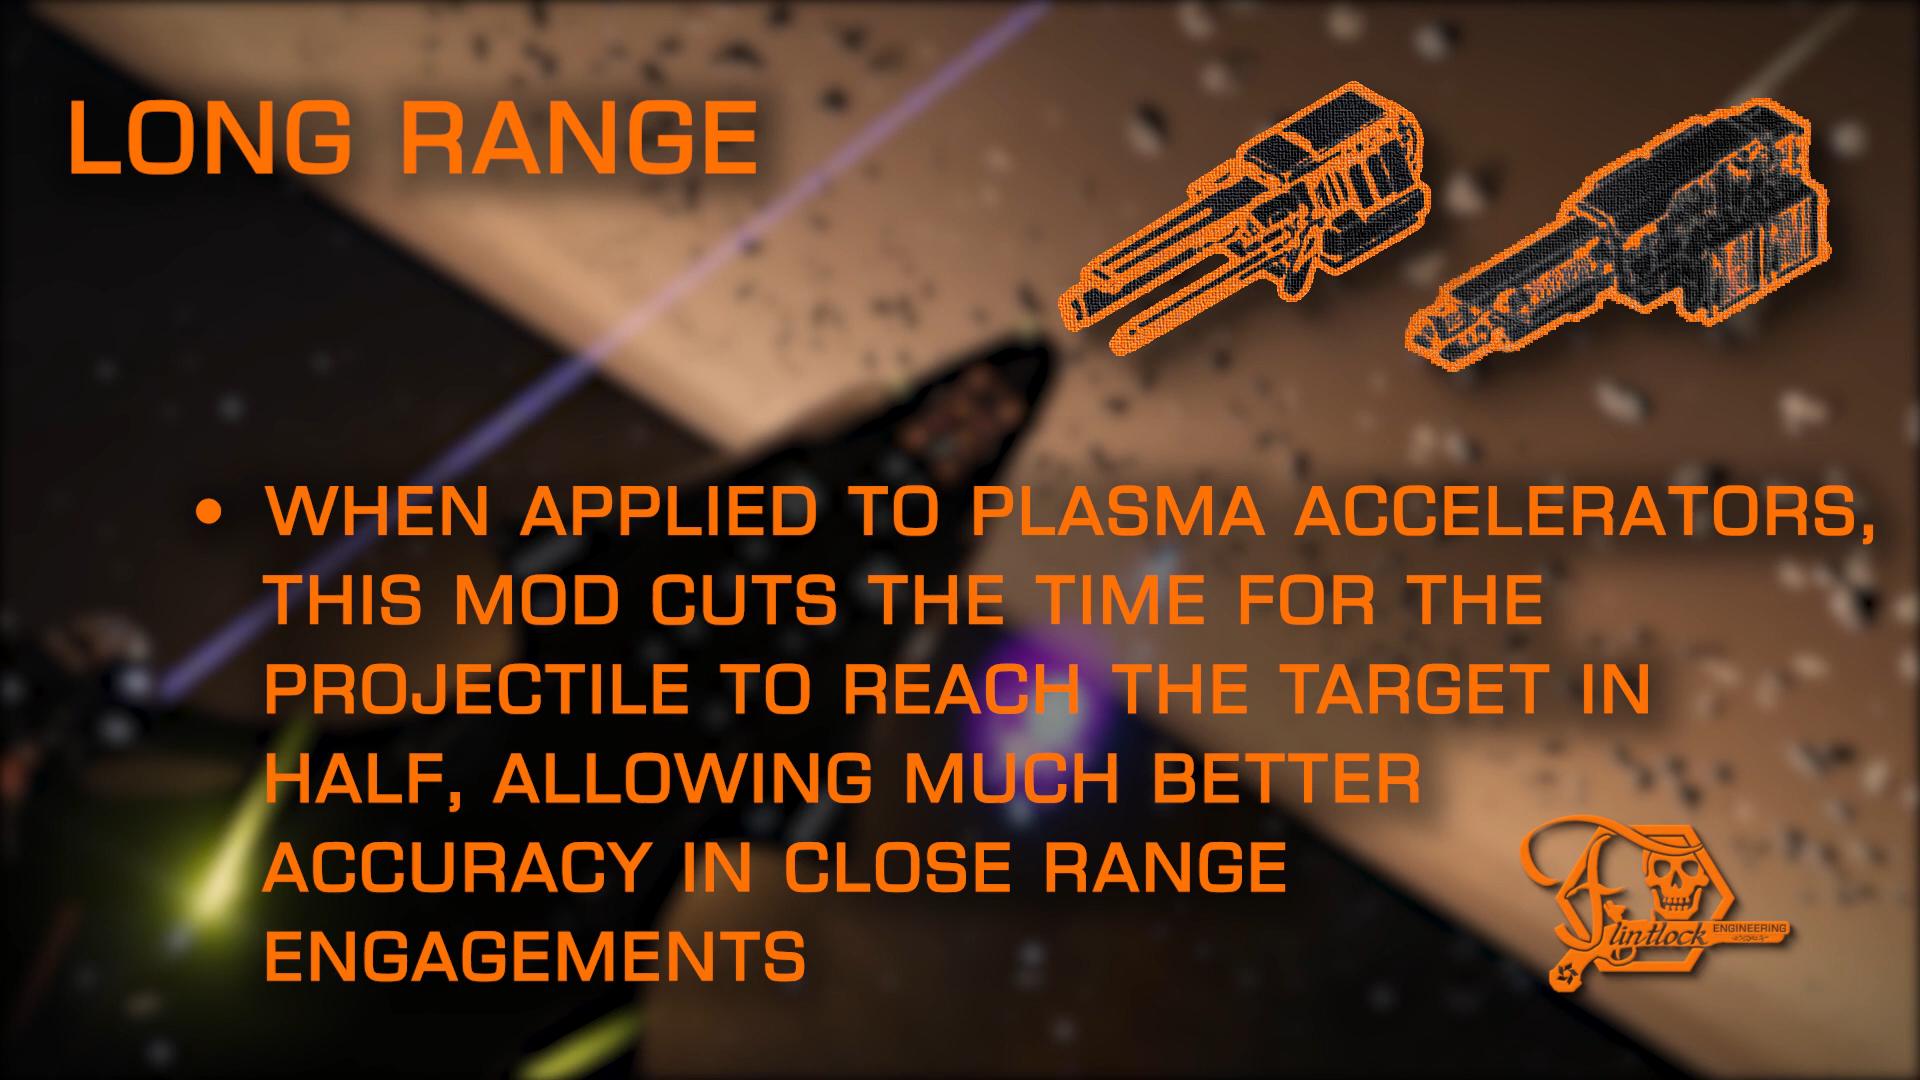 LONG RANGE
• WHEN APPLIED TO PLASMA ACCELERATORS,
THIS MOD CUTS THE TIME FOR THE
PROJECTILE TO REACH THE TARGET IN
HALF, ALLOWING MUCH BETTER
ACCURACY IN CLOSE RANGE
ENGAGEMENTS
Flintlock ENGINEERING